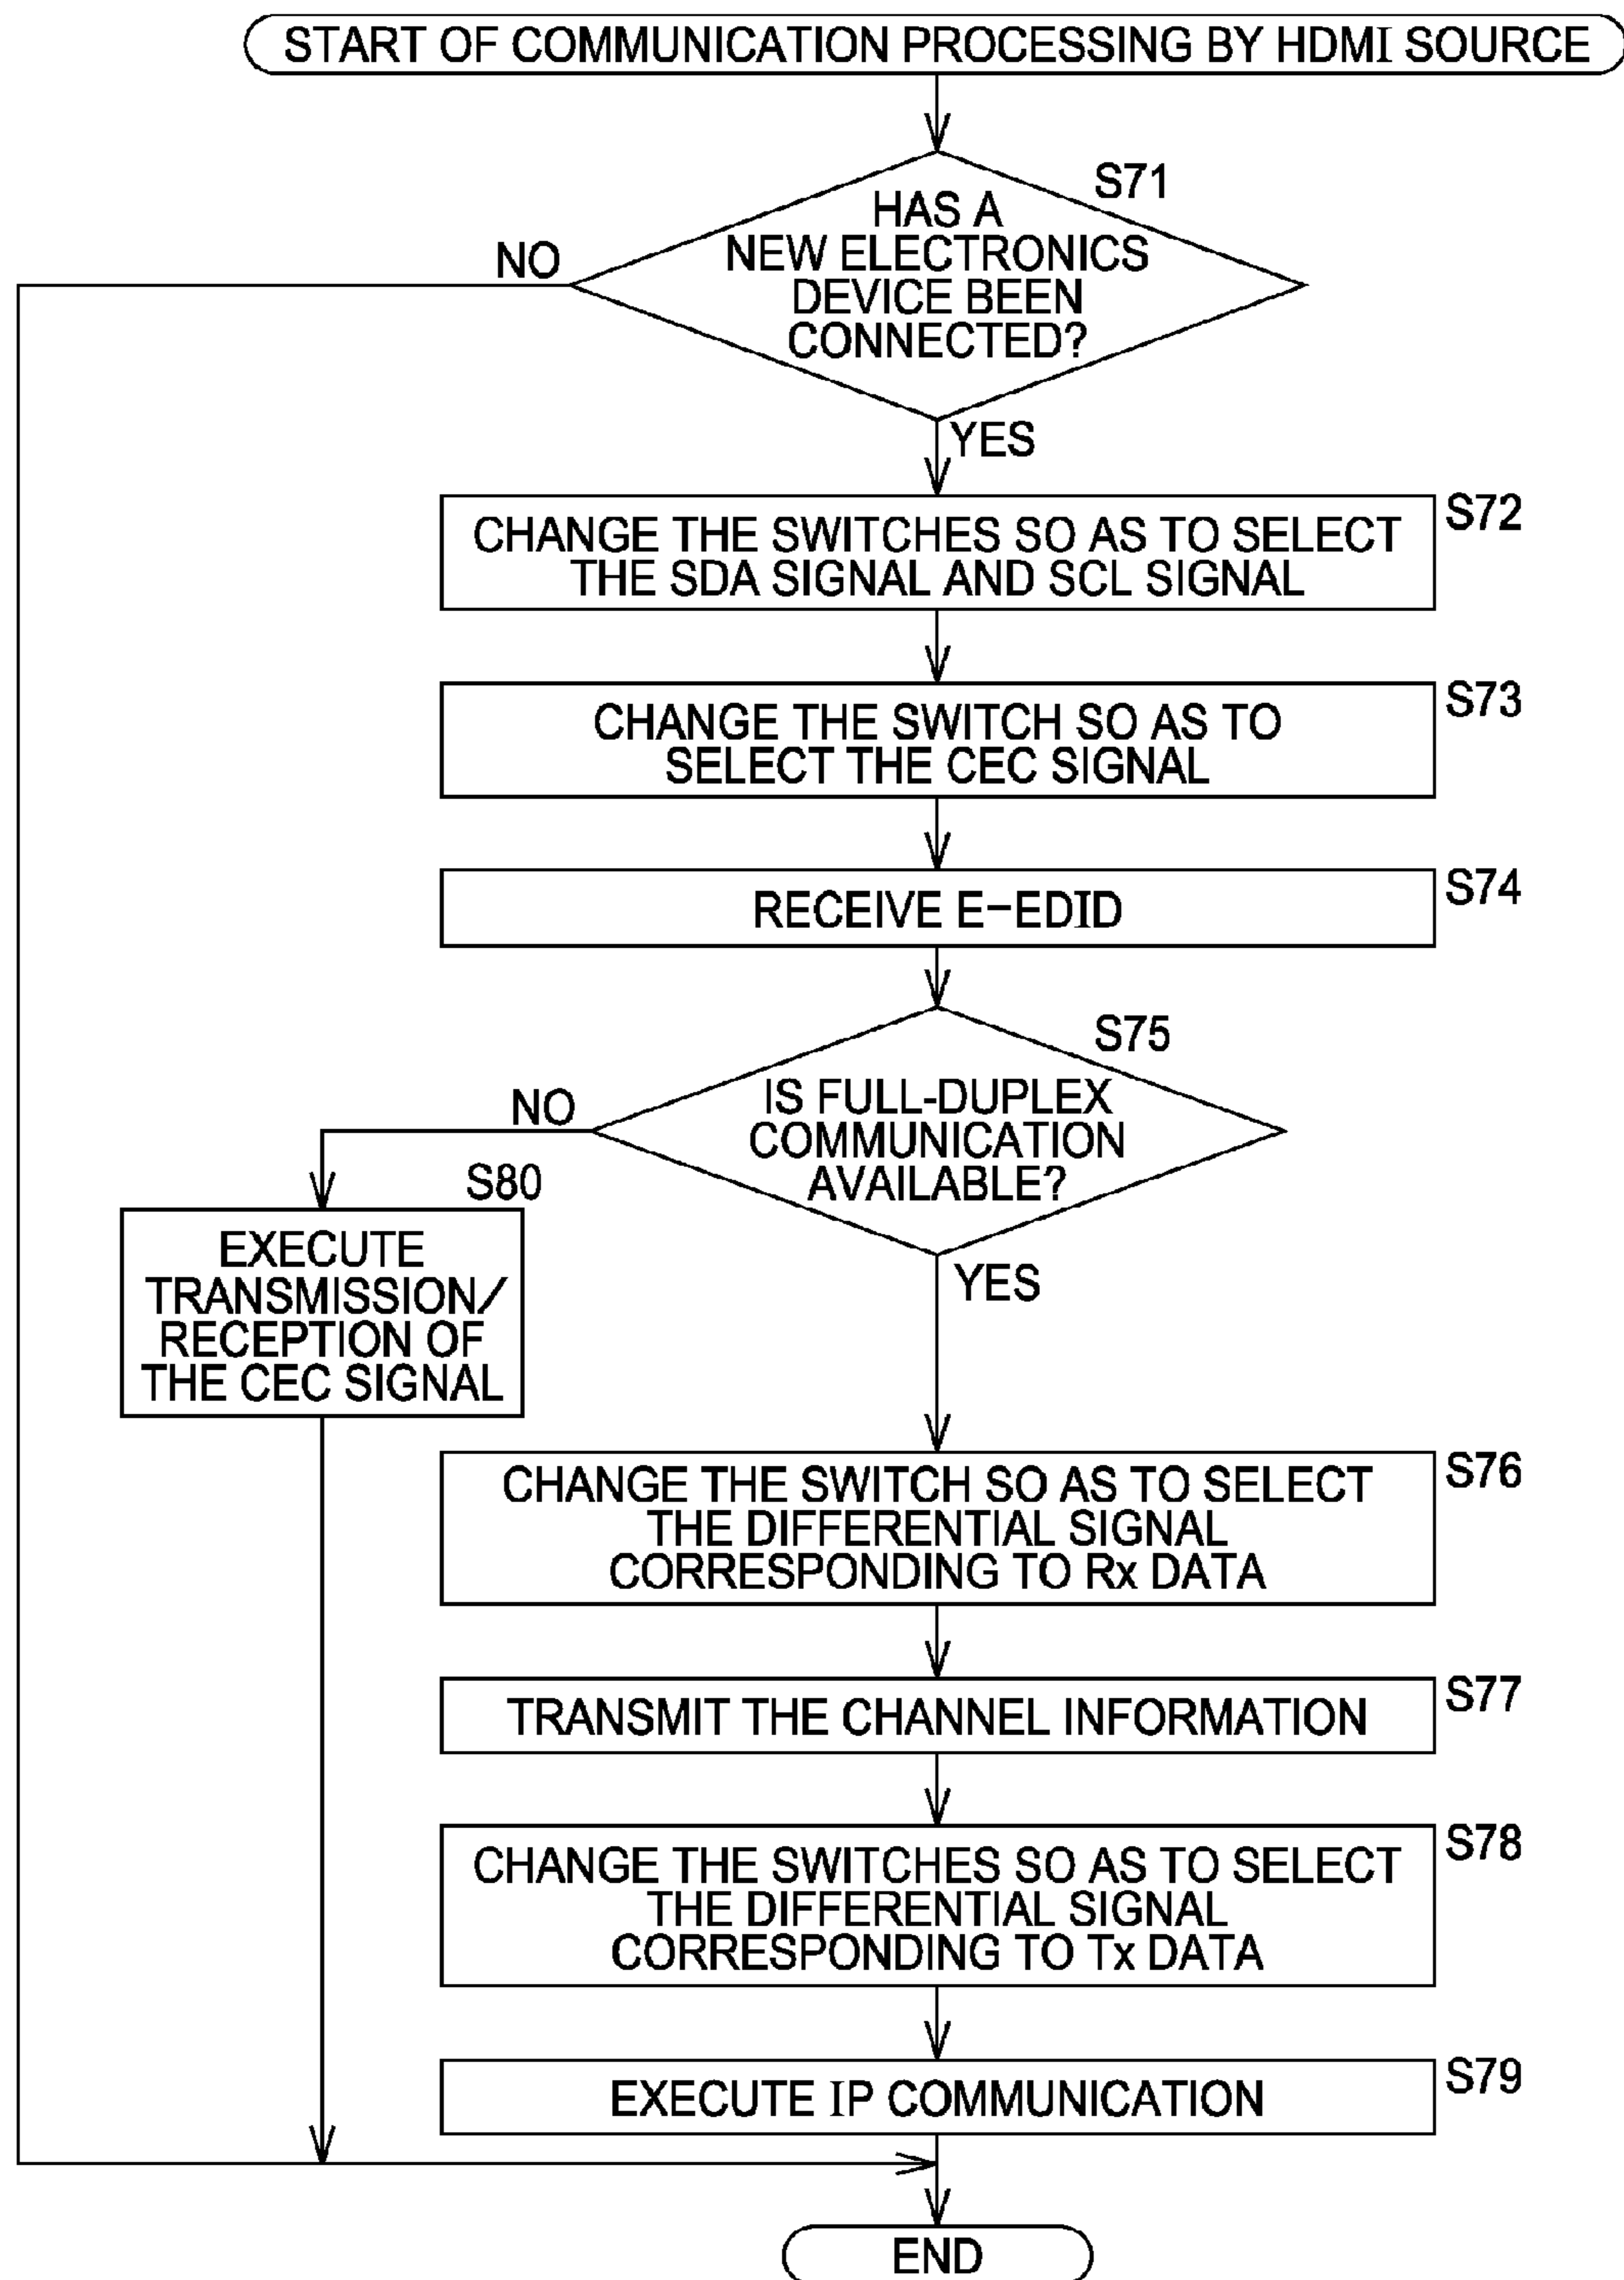 START OF COMMUNICATION PROCESSING BY HDMI SOURCE
S71
HAS A
NEW ELECTRONICS
DEVICE BEEN
CONNECTED?
NO
YES
S72
CHANGE THE SWITCHES SO AS TO SELECT
THE SDA SIGNAL AND SCL SIGNAL
S73
CHANGE THE SWITCH SO AS TO
SELECT THE CEC SIGNAL
S74
RECEIVE E-EDID
S75
IS FULL-DUPLEX
COMMUNICATION
AVAILABLE?
NO
YES
S80
EXECUTE
TRANSMISSION/
RECEPTION OF
THE CEC SIGNAL
S76
CHANGE THE SWITCH SO AS TO SELECT
THE DIFFERENTIAL SIGNAL
CORRESPONDING TO Rx DATA
S77
TRANSMIT THE CHANNEL INFORMATION
S78
CHANGE THE SWITCHES SO AS TO SELECT
THE DIFFERENTIAL SIGNAL
CORRESPONDING TO Tx DATA
S79
EXECUTE IP COMMUNICATION
END